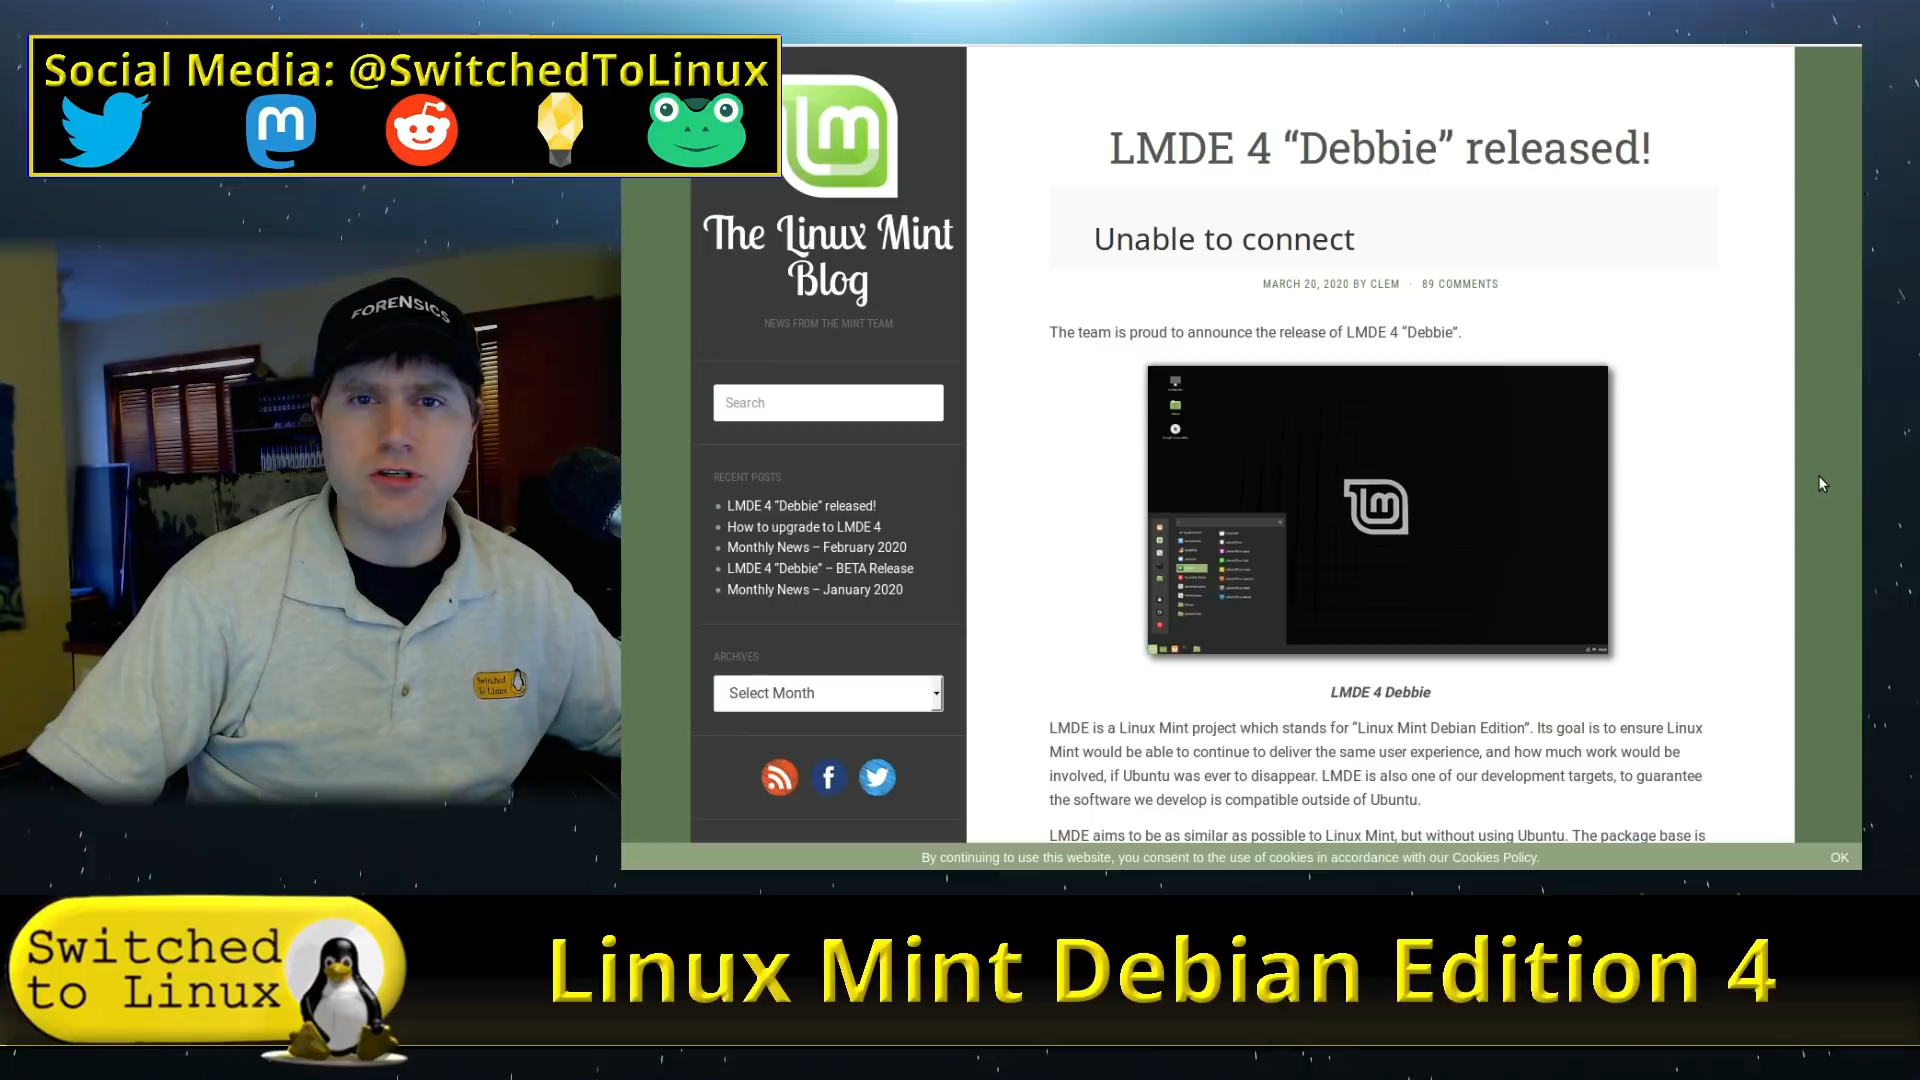 Social Media: @SwitchedToLinux
FORENSICS
Switched
To Linux
The Linux Mint
Blog
NEWS FROM THE MINT TEAM
Search
RECENT POSTS
LMDE 4 “Debbie” released!
How to upgrade to LMDE 4
Monthly News – February 2020
LMDE 4 “Debbie” – BETA Release
Monthly News – January 2020
ARCHIVES
Select Month
LMDE 4 “Debbie” released!
Unable to connect
MARCH 20, 2020 BY CLEM · 89 COMMENTS
The team is proud to announce the release of LMDE 4 “Debbie”.
LMDE 4 Debbie
LMDE is a Linux Mint project which stands for “Linux Mint Debian Edition”. Its goal is to ensure Linux
Mint would be able to continue to deliver the same user experience, and how much work would be
involved, if Ubuntu was ever to disappear. LMDE is also one of our development targets, to guarantee
the software we develop is compatible outside of Ubuntu.
LMDE aims to be as similar as possible to Linux Mint, but without using Ubuntu. The package base is
By continuing to use this website, you consent to the use of cookies in accordance with our Cookies Policy.
OK
Switched
to Linux
Linux Mint Debian Edition 4